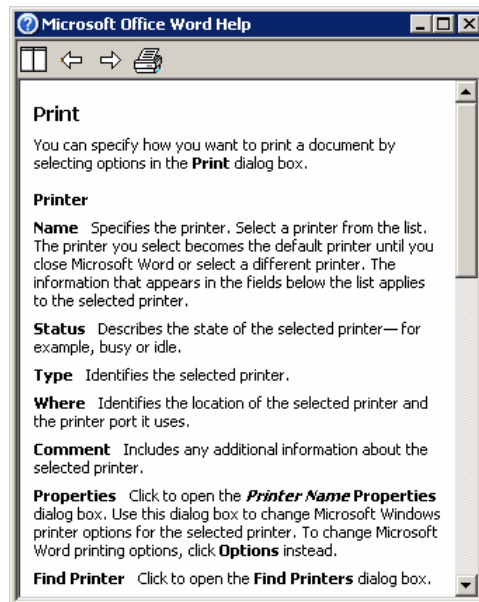 Microsoft Office Word Help
Print
You can specify how you want to print a document by
selecting options in the Print dialog box.
Printer
Name Specifies the printer. Select a printer from the list.
The printer you select becomes the default printer until you
close Microsoft Word or select a different printer. The
information that appears in the fields below the list applies
to the selected printer.
Status Describes the state of the selected printer— for
example, busy or idle.
Type Identifies the selected printer.
Where Identifies the location of the selected printer and
the printer port it uses.
Comment Includes any additional information about the
selected printer.
Properties Click to open the Printer Name Properties
dialog box. Use this dialog box to change Microsoft Windows
printer options for the selected printer. To change Microsoft
Word printing options, click Options instead.
Find Printer Click to open the Find Printers dialog box.